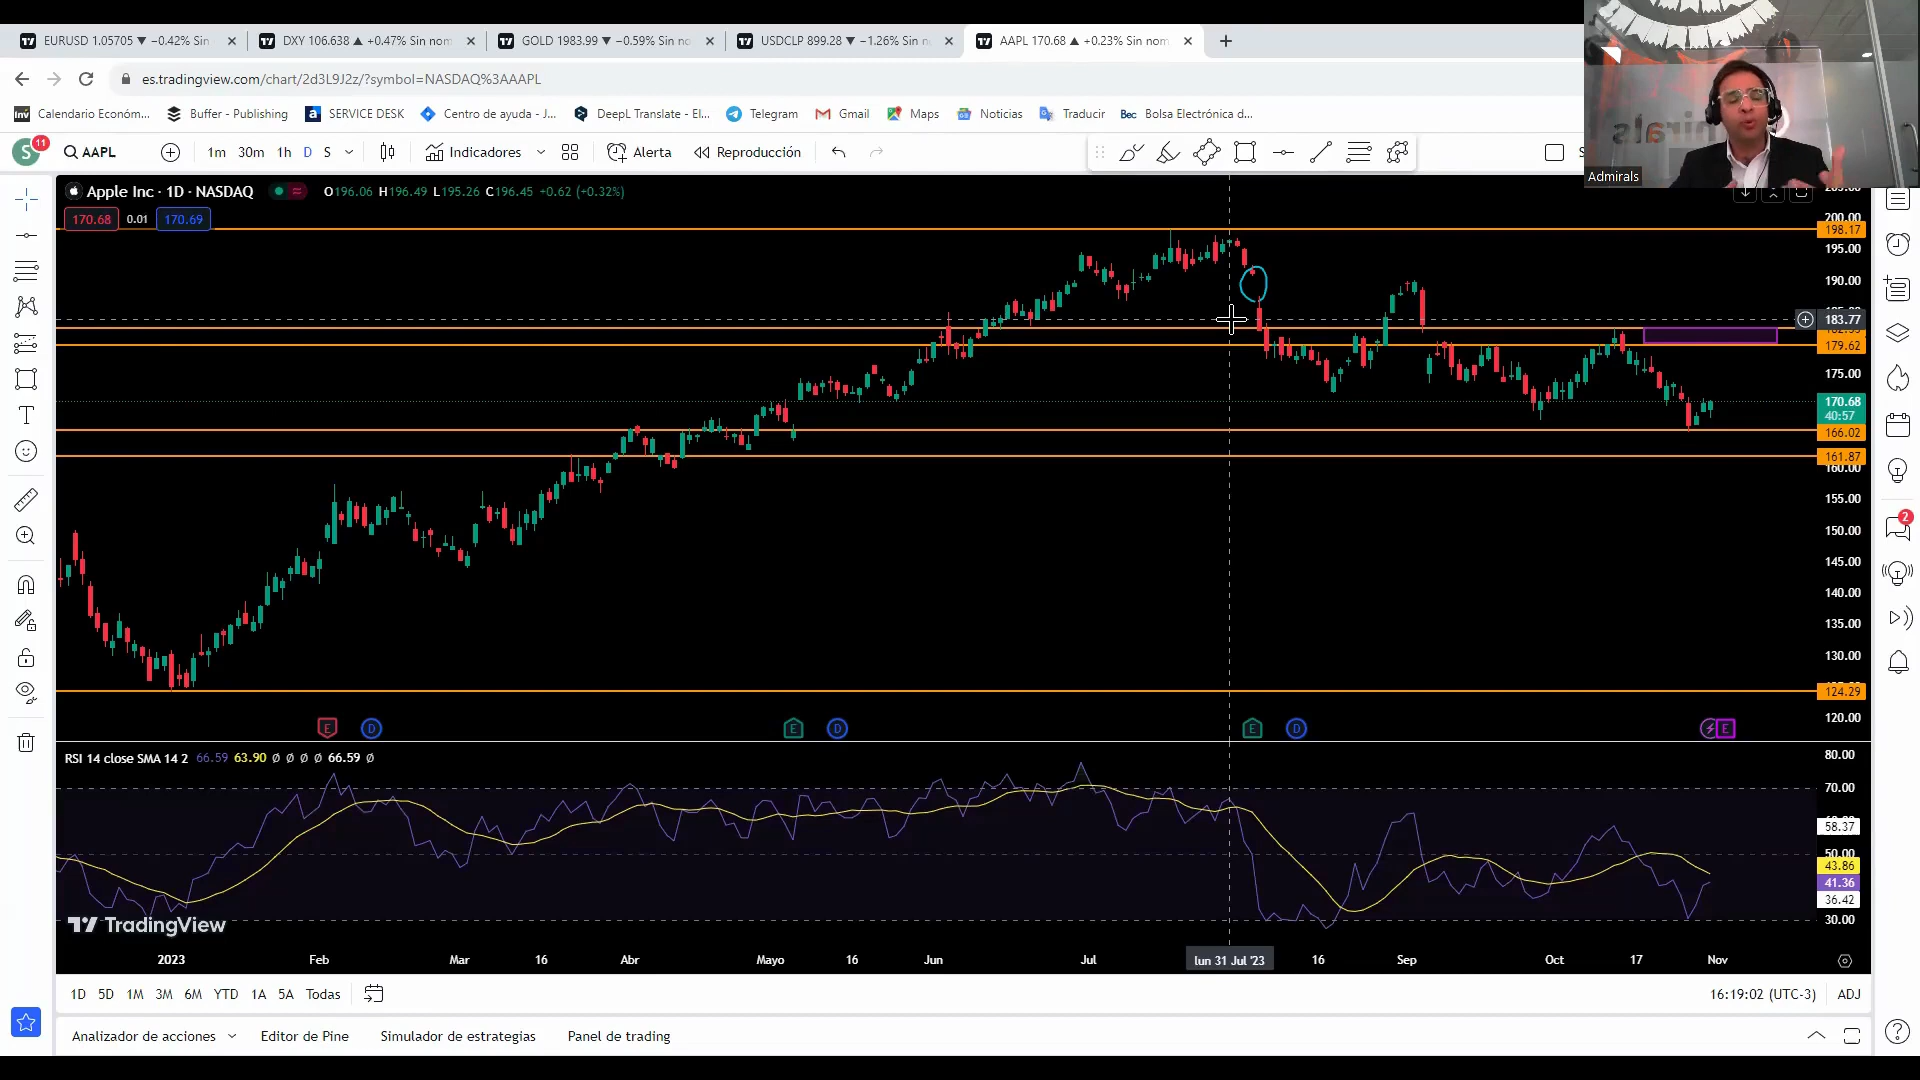 EURUSD 1.05705 ▼ −0.42% Sin
DXY 106.638 ▲ +0.47% Sin nom
GOLD 1983.99 ▼ −0.59% Sin no
USDCLP 899.28 ▼ −1.26% Sin n
AAPL 170.68 ▲ +0.23% Sin nom
es.tradingview.com/chart/2d3L9J2z/?symbol=NASDAQ%3AAAPL
Calendario Económ... Buffer - Publishing SERVICE DESK Centro de ayuda - J... DeepL Translate - El... Telegram Gmail Maps Noticias Traducir Bec Bolsa Electrónica d...
S 11 AAPL 1m 30m 1h D S Indicadores Alerta Reproducción
Admirals
Apple Inc · 1D · NASDAQ O196.06 H196.49 L195.26 C196.45 +0.62 (+0.32%)
170.68 0.01 170.69
200.00
198.17
195.00
190.00
183.77
179.62
175.00
170.68
40:57
166.02
161.87
160.00
155.00
150.00
145.00
140.00
135.00
130.00
124.29
120.00
E D E D E D E
RSI 14 close SMA 14 2 66.59 63.90 Ø Ø Ø Ø 66.59 Ø
80.00
70.00
58.37
50.00
43.86
41.36
36.42
30.00
TradingView
2023 Feb Mar 16 Abr Mayo 16 Jun Jul lun 31 Jul '23 16 Sep Oct 17 Nov
1D 5D 1M 3M 6M YTD 1A 5A Todas 16:19:02 (UTC-3) ADJ
Analizador de acciones Editor de Pine Simulador de estrategias Panel de trading
2